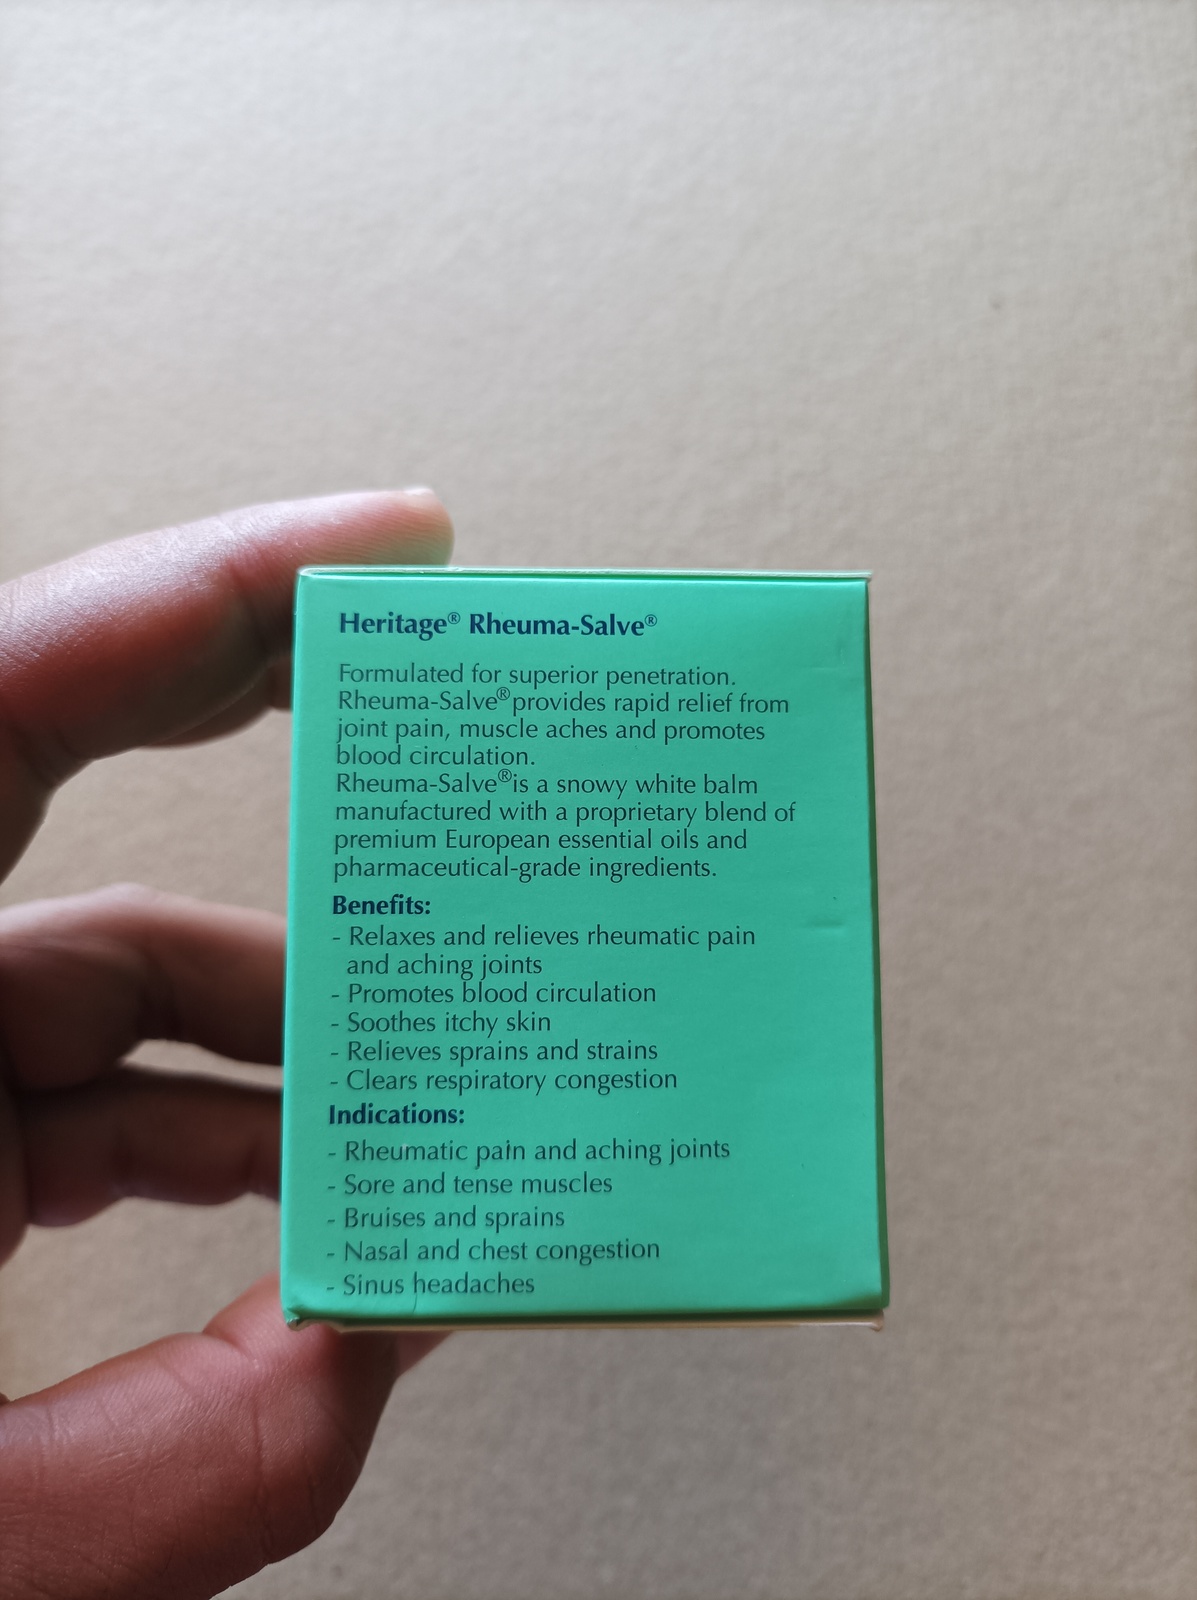 Heritage® Rheuma-Salve®
Formulated for superior penetration.
Rheuma-Salve® provides rapid relief from
joint pain, muscle aches and promotes
blood circulation.
Rheuma-Salve® is a snowy white balm
manufactured with a proprietary blend of
premium European essential oils and
pharmaceutical-grade ingredients.
Benefits:
- Relaxes and relieves rheumatic pain
and aching joints
- Promotes blood circulation
- Soothes itchy skin
- Relieves sprains and strains
- Clears respiratory congestion
Indications:
- Rheumatic pain and aching joints
- Sore and tense muscles
- Bruises and sprains
- Nasal and chest congestion
- Sinus headaches